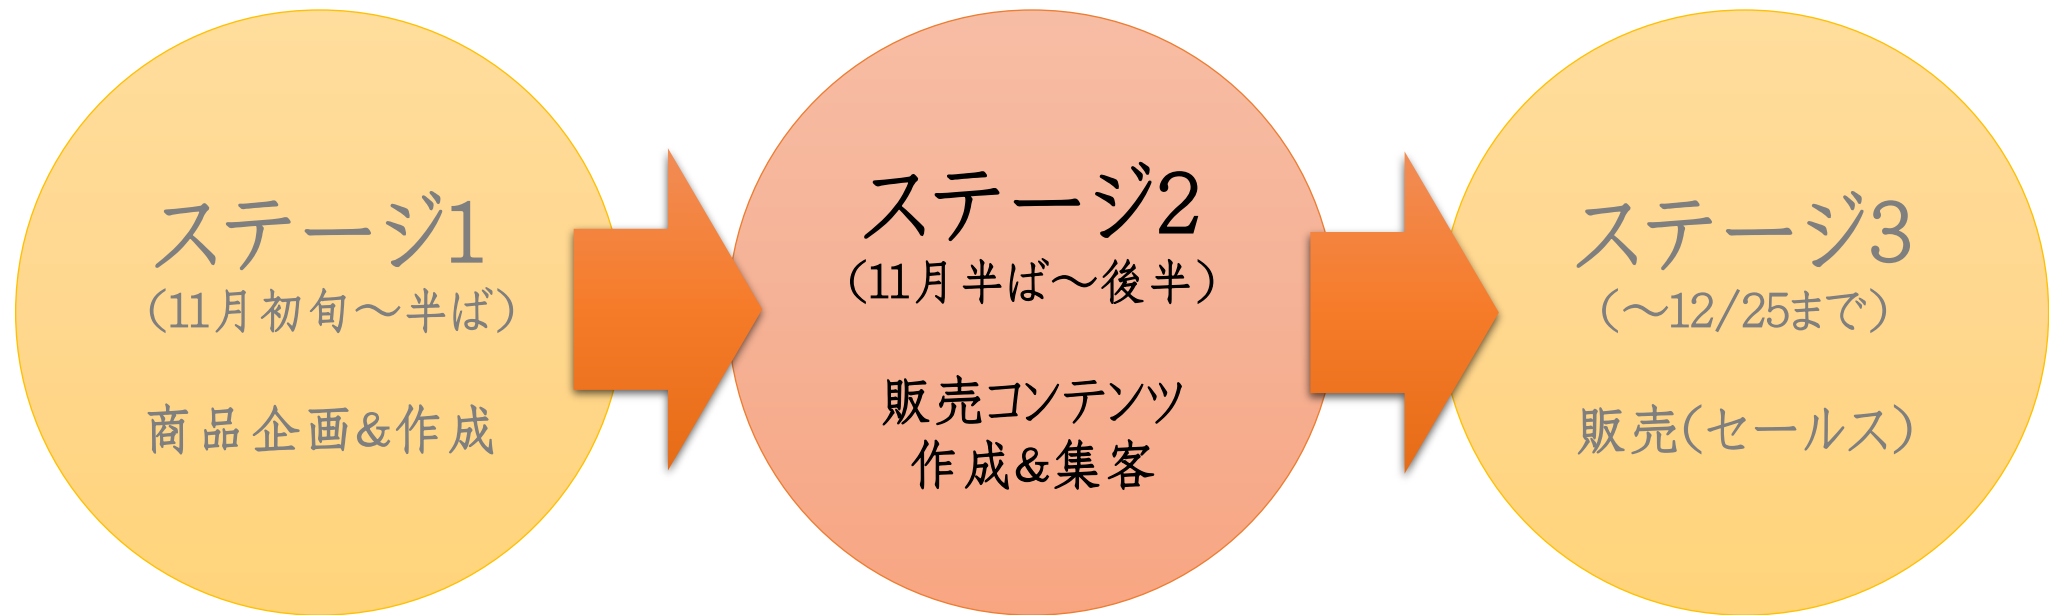 ステージ1
（11月初旬～半ば）
商品企画&作成
ステージ2
（11月半ば～後半）
販売コンテンツ
作成&集客
ステージ3
（～12/25まで）
販売（セールス）